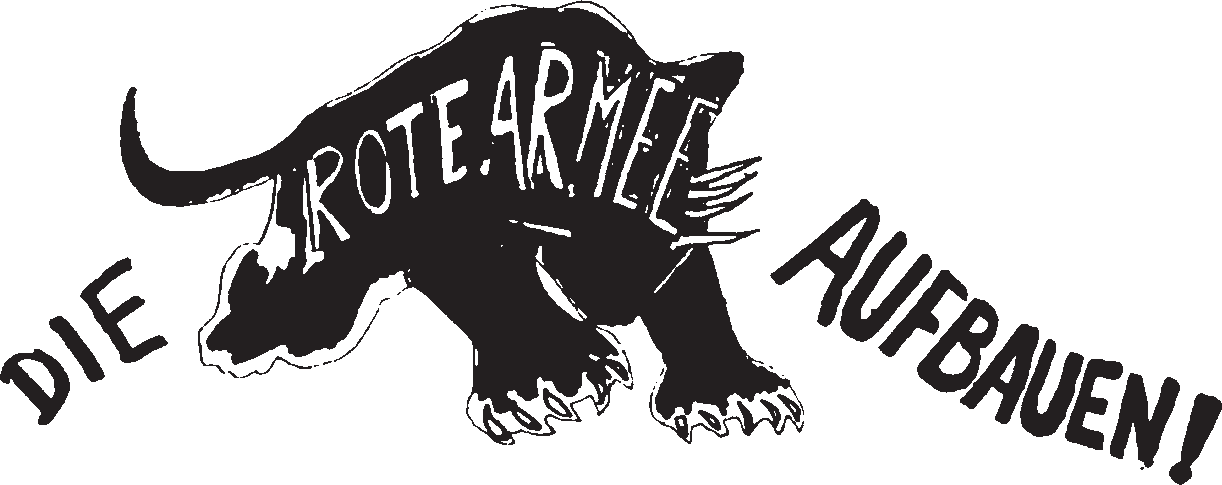 DIE
ROTE ARMEE
AUFBAUEN!